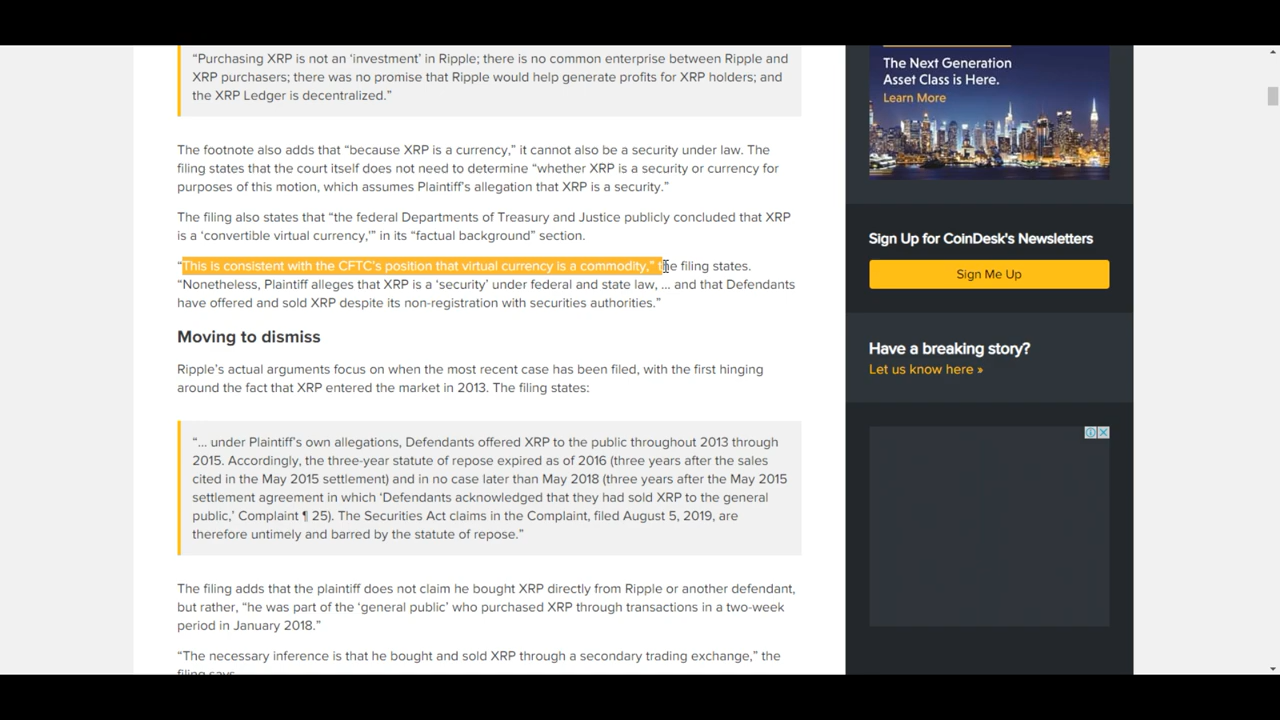 “Purchasing XRP is not an ‘investment’ in Ripple; there is no common enterprise between Ripple and
XRP purchasers; there was no promise that Ripple would help generate profits for XRP holders; and
the XRP Ledger is decentralized.”
The footnote also adds that “because XRP is a currency,” it cannot also be a security under law. The
filing states that the court itself does not need to determine “whether XRP is a security or currency for
purposes of this motion, which assumes Plaintiff’s allegation that XRP is a security.”
The filing also states that “the federal Departments of Treasury and Justice publicly concluded that XRP
is a ‘convertible virtual currency,’” in its “factual background” section.
“This is consistent with the CFTC’s position that virtual currency is a commodity,” the filing states.
“Nonetheless, Plaintiff alleges that XRP is a ‘security’ under federal and state law, … and that Defendants
have offered and sold XRP despite its non-registration with securities authorities.”
Moving to dismiss
Ripple’s actual arguments focus on when the most recent case has been filed, with the first hinging
around the fact that XRP entered the market in 2013. The filing states:
“… under Plaintiff’s own allegations, Defendants offered XRP to the public throughout 2013 through
2015. Accordingly, the three-year statute of repose expired as of 2016 (three years after the sales
cited in the May 2015 settlement) and in no case later than May 2018 (three years after the May 2015
settlement agreement in which ‘Defendants acknowledged that they had sold XRP to the general
public,’ Complaint ¶ 25). The Securities Act claims in the Complaint, filed August 5, 2019, are
therefore untimely and barred by the statute of repose.”
The filing adds that the plaintiff does not claim he bought XRP directly from Ripple or another defendant,
but rather, “he was part of the ‘general public’ who purchased XRP through transactions in a two-week
period in January 2018.”
“The necessary inference is that he bought and sold XRP through a secondary trading exchange,” the
filing says.
The Next Generation
Asset Class is Here.
Learn More
Sign Up for CoinDesk's Newsletters
Sign Me Up
Have a breaking story?
Let us know here »